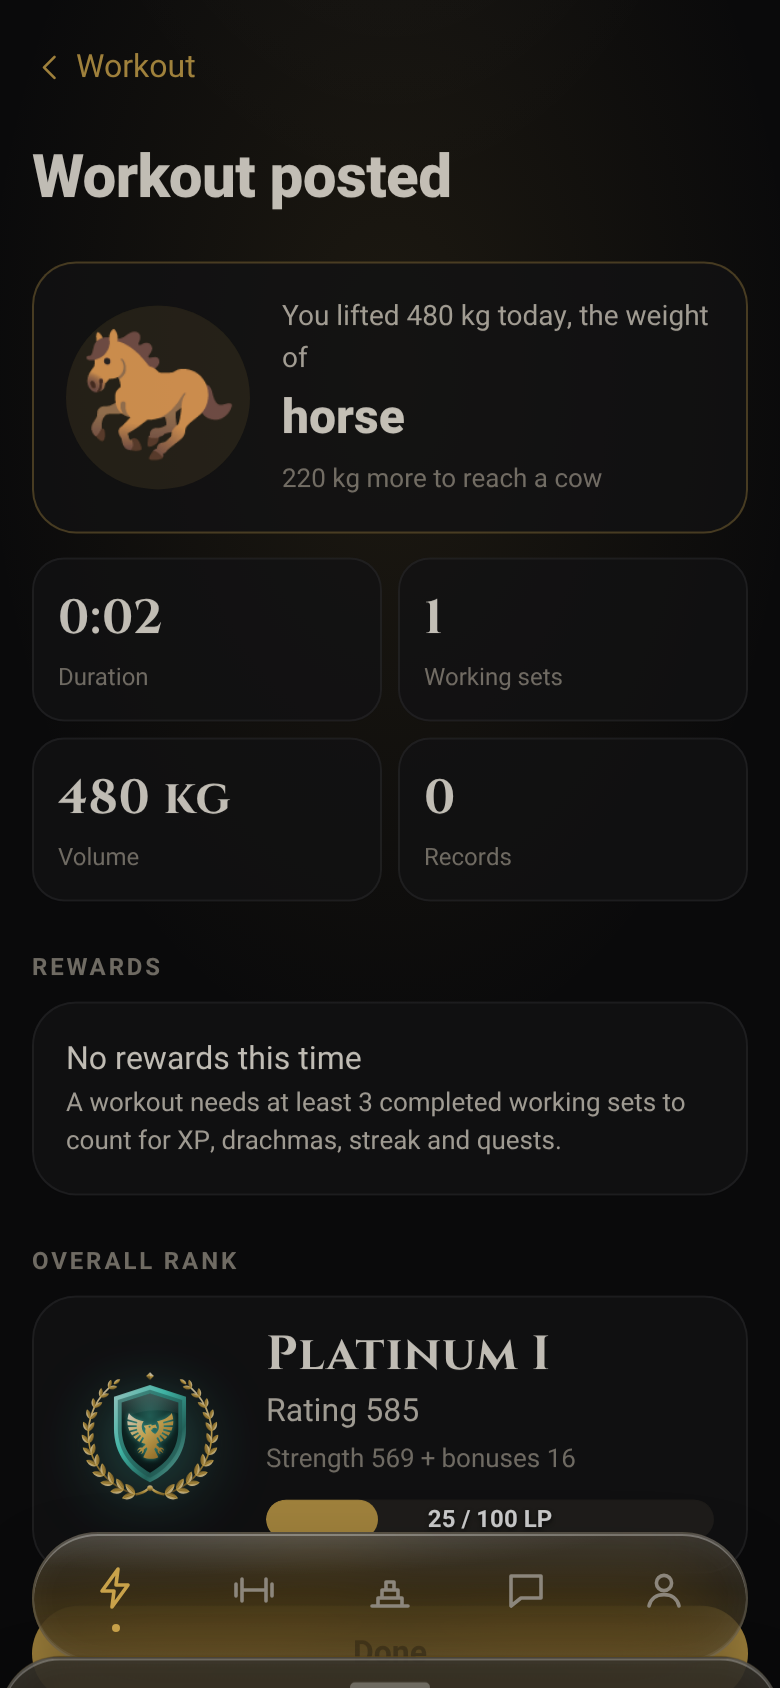 Workout
Workout posted
You lifted 480 kg today, the weight
of
horse
220 kg more to reach a cow
0:02
Duration
1
Working sets
480 KG
Volume
0
Records
REWARDS
No rewards this time
A workout needs at least 3 completed working sets to
count for XP, drachmas, streak and quests.
OVERALL RANK
Platinum I
Rating 585
Strength 569 + bonuses 16
25 / 100 LP
Done